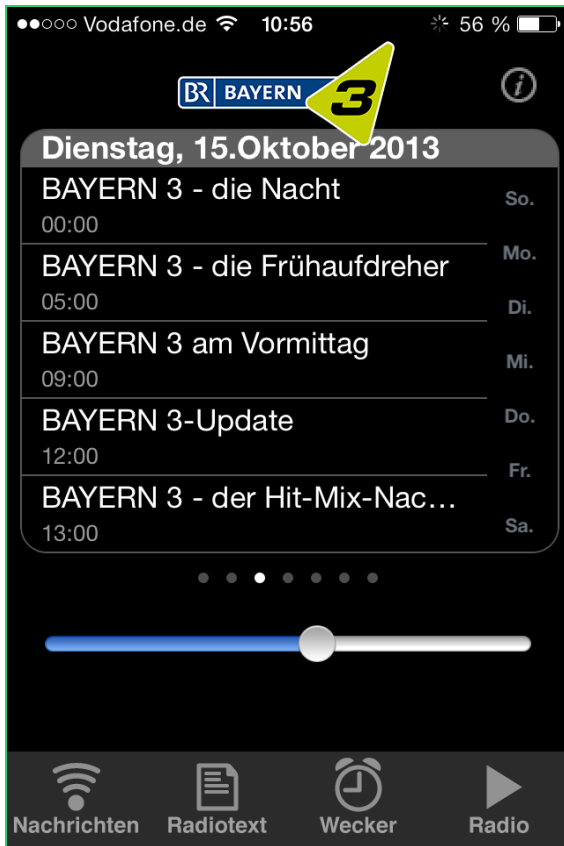 Vodafone.de 10:56 56 %
BR BAYERN 3
i
Dienstag, 15.Oktober 2013
BAYERN 3 - die Nacht
00:00
So.
BAYERN 3 - die Frühaufdreher
05:00
Mo.
Di.
BAYERN 3 am Vormittag
09:00
Mi.
BAYERN 3-Update
12:00
Do.
Fr.
BAYERN 3 - der Hit-Mix-Nac...
13:00
Sa.
Nachrichten Radiotext Wecker Radio